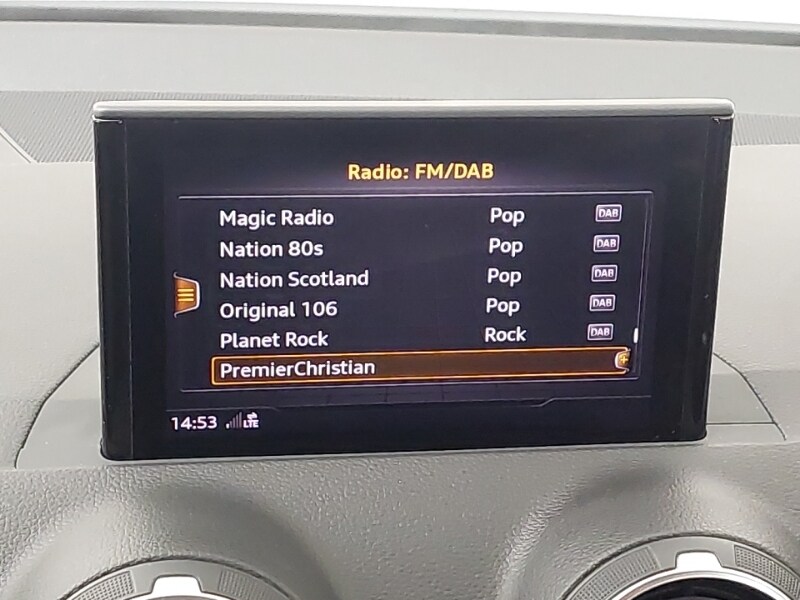 Radio: FM/DAB
Magic Radio Pop DAB
Nation 80s Pop DAB
Nation Scotland Pop DAB
Original 106 Pop DAB
Planet Rock Rock DAB
PremierChristian
14:53 LTE